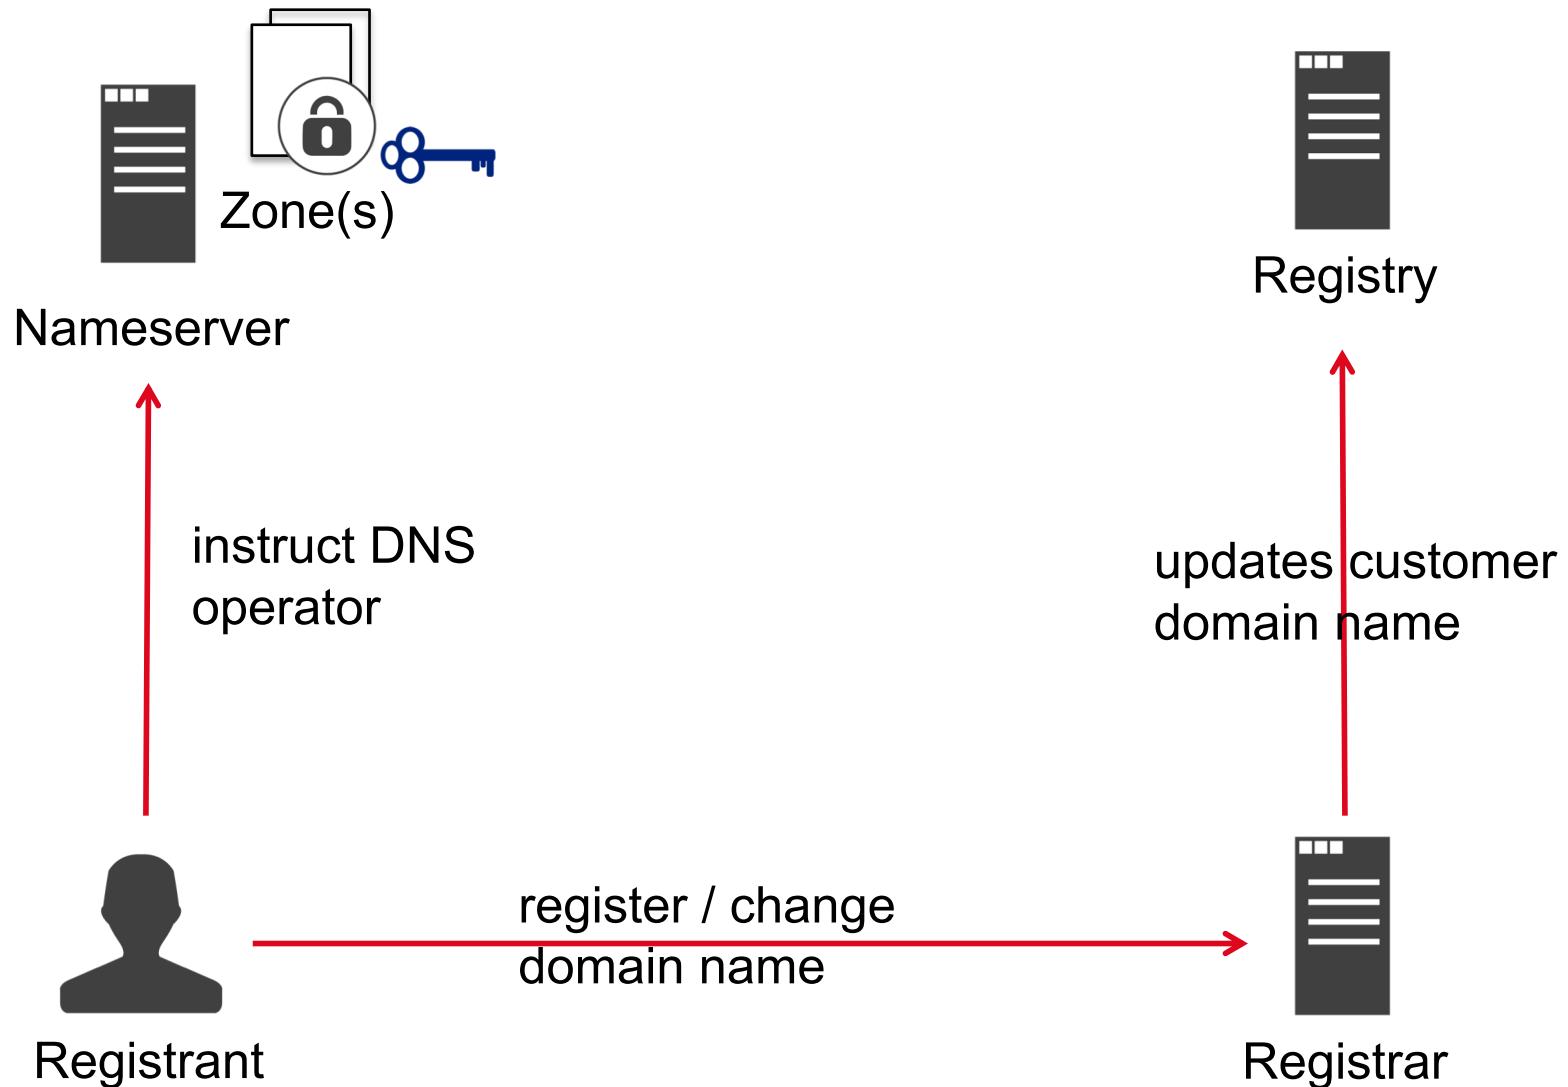 Zone(s)
Registry
Nameserver
instruct DNS
operator
updates customer
domain name
register / change
domain name
Registrant
Registrar